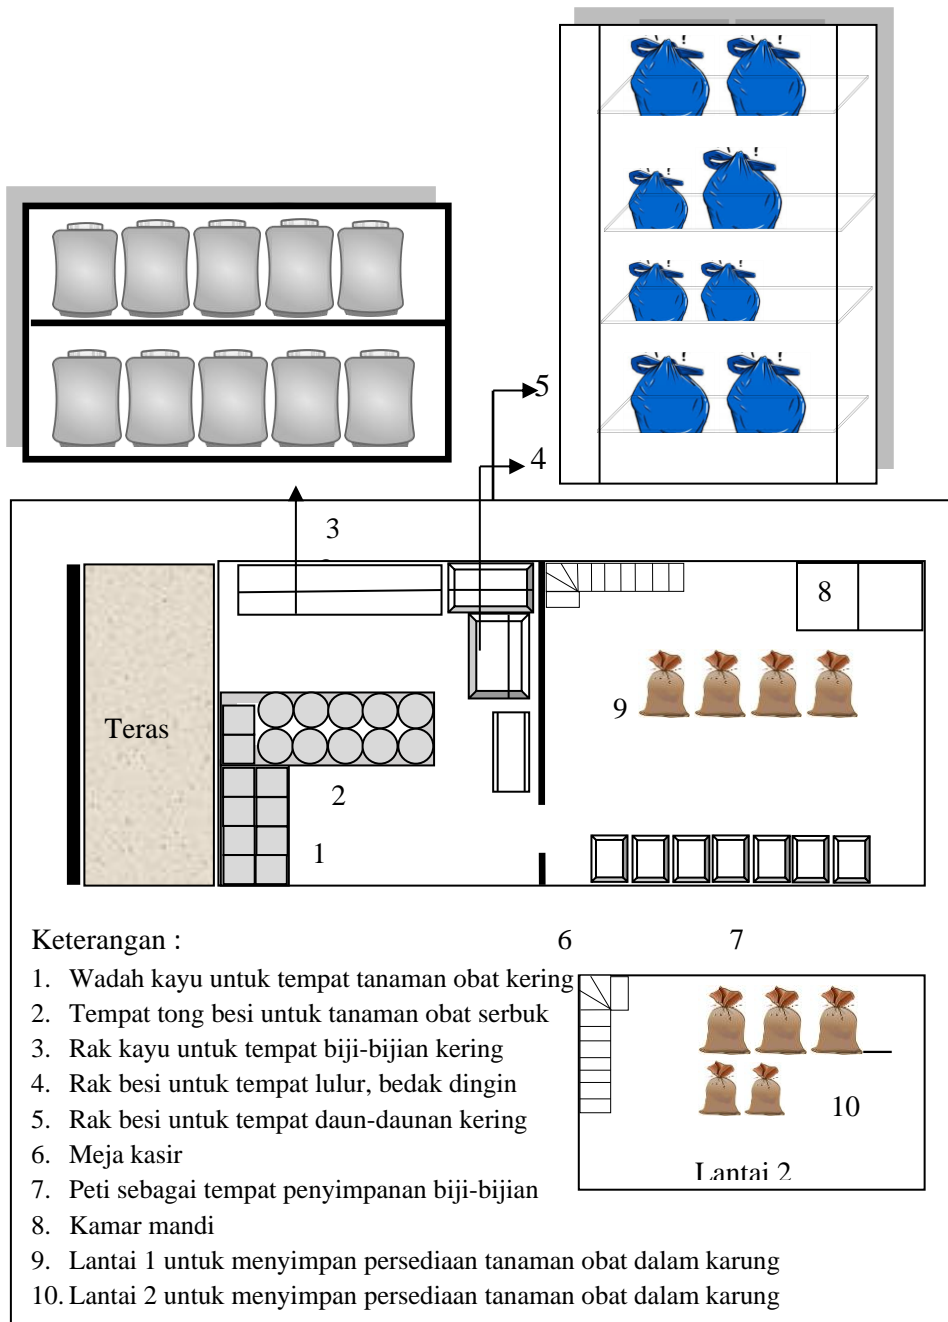 5
4
3
8
9
Teras
2
1
Keterangan :
6
7
1. Wadah kayu untuk tempat tanaman obat kering
2. Tempat tong besi untuk tanaman obat serbuk
3. Rak kayu untuk tempat biji-bijian kering
4. Rak besi untuk tempat lulur, bedak dingin
5. Rak besi untuk tempat daun-daunan kering
6. Meja kasir
7. Peti sebagai tempat penyimpanan biji-bijian
8. Kamar mandi
9. Lantai 1 untuk menyimpan persediaan tanaman obat dalam karung
10. Lantai 2 untuk menyimpan persediaan tanaman obat dalam karung
10
Lantai 2